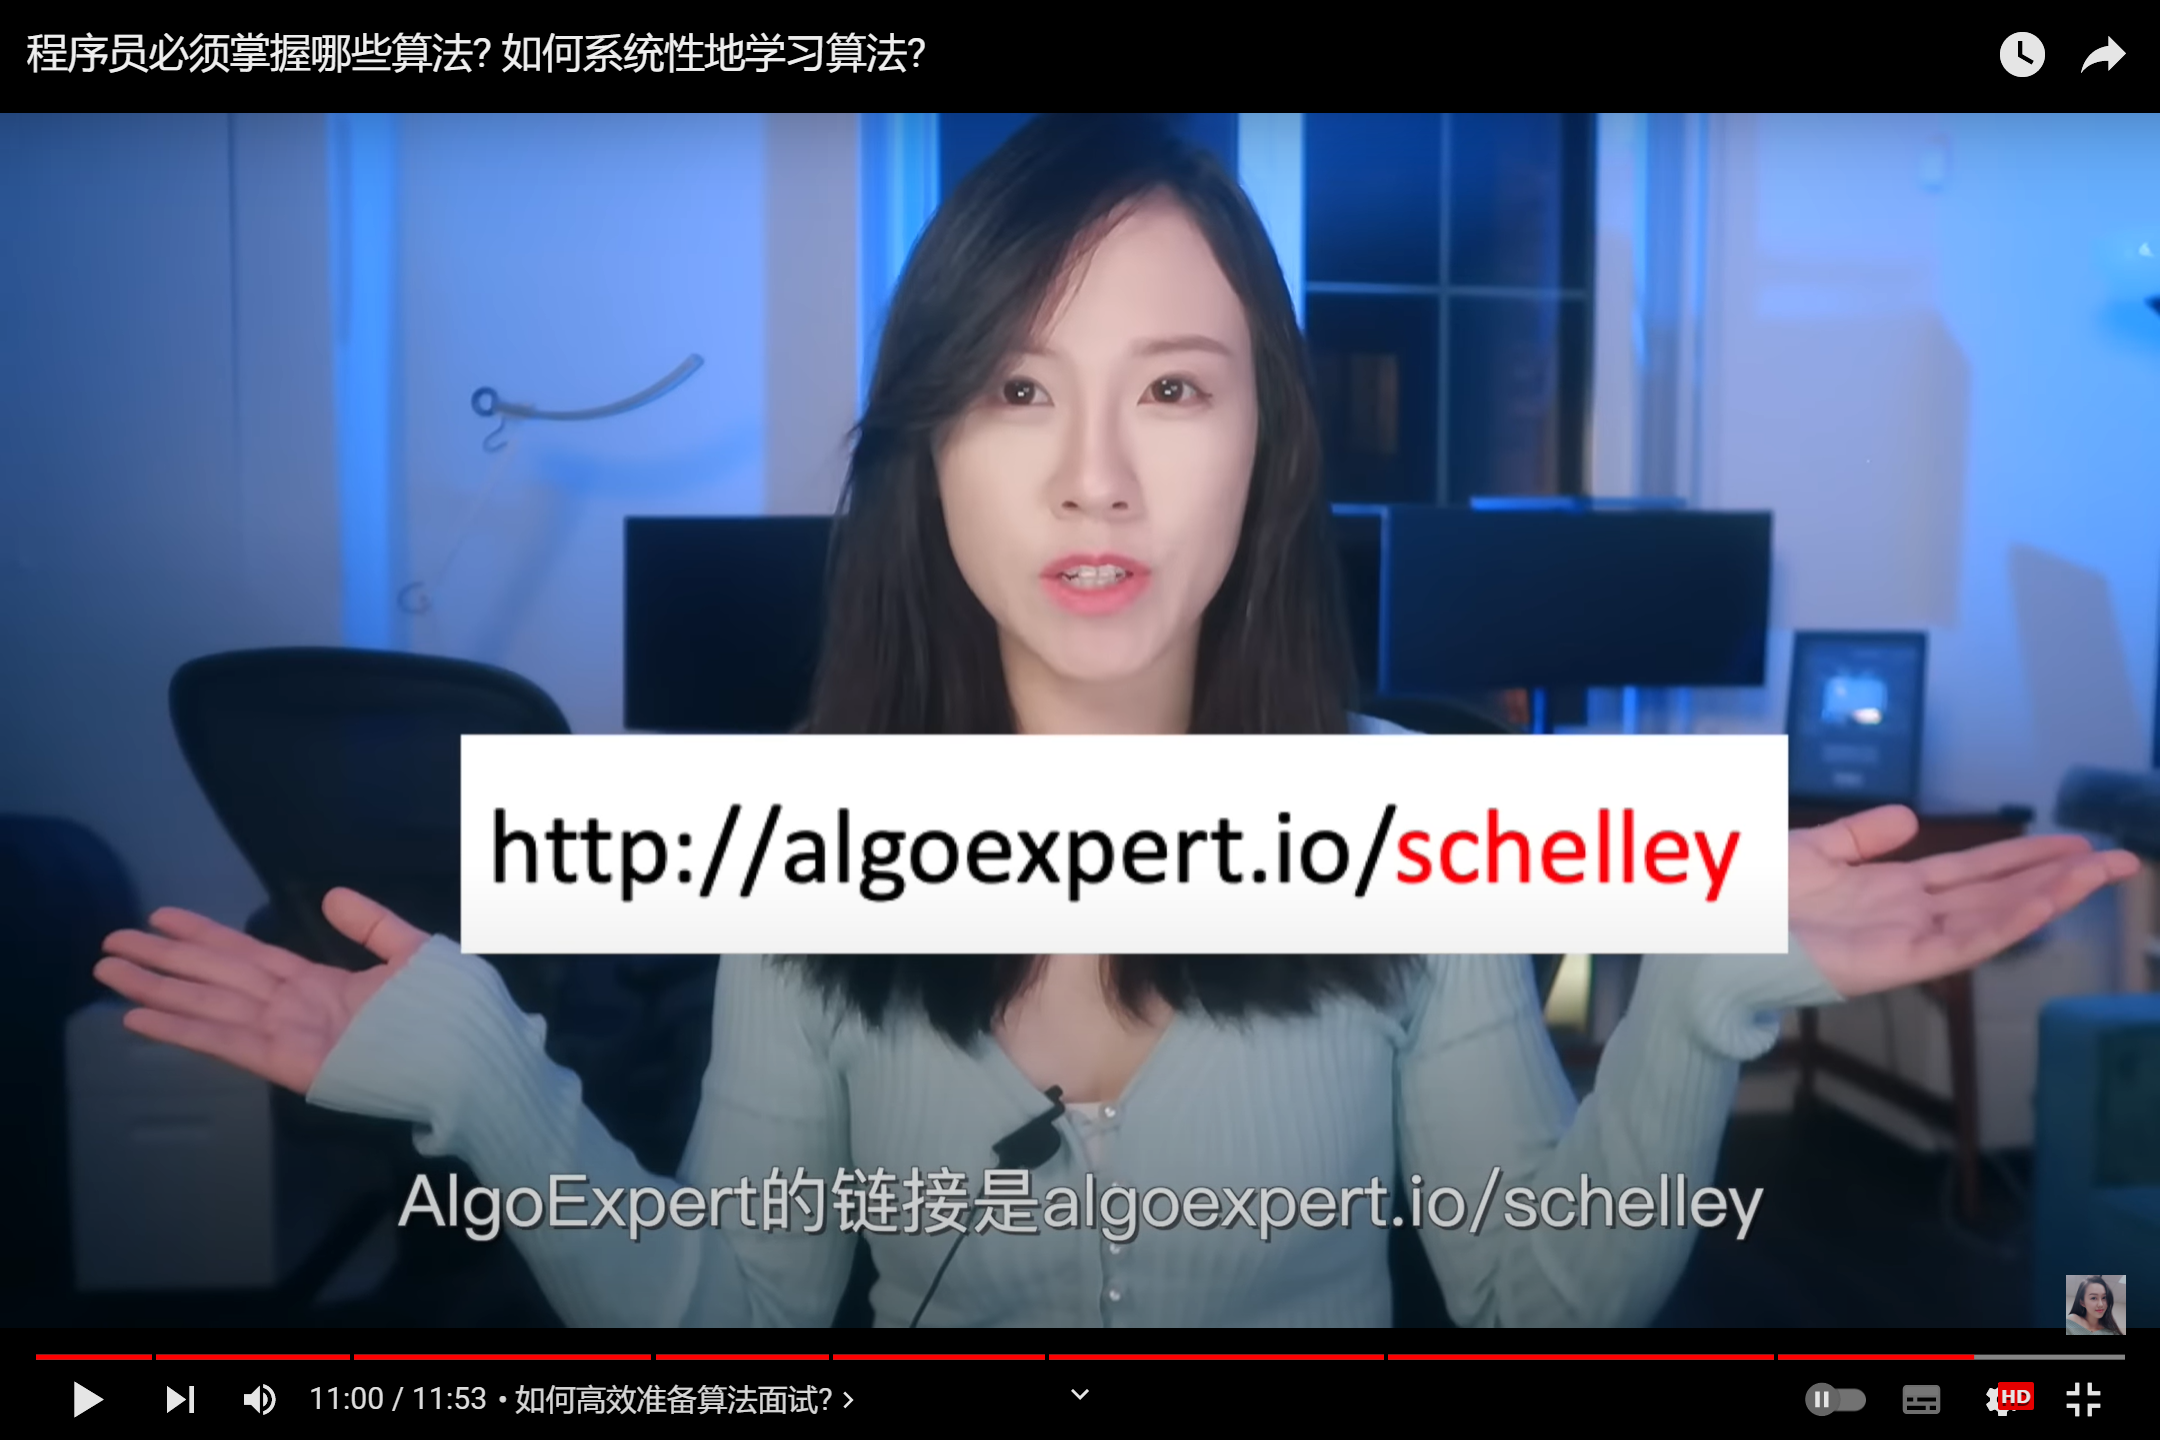 程序员必须掌握哪些算法? 如何系统性地学习算法?
http://algoexpert.io/schelley
AlgoExpert的链接是algoexpert.io/schelley
11:00 / 11:53 • 如何高效准备算法面试? ›
HD